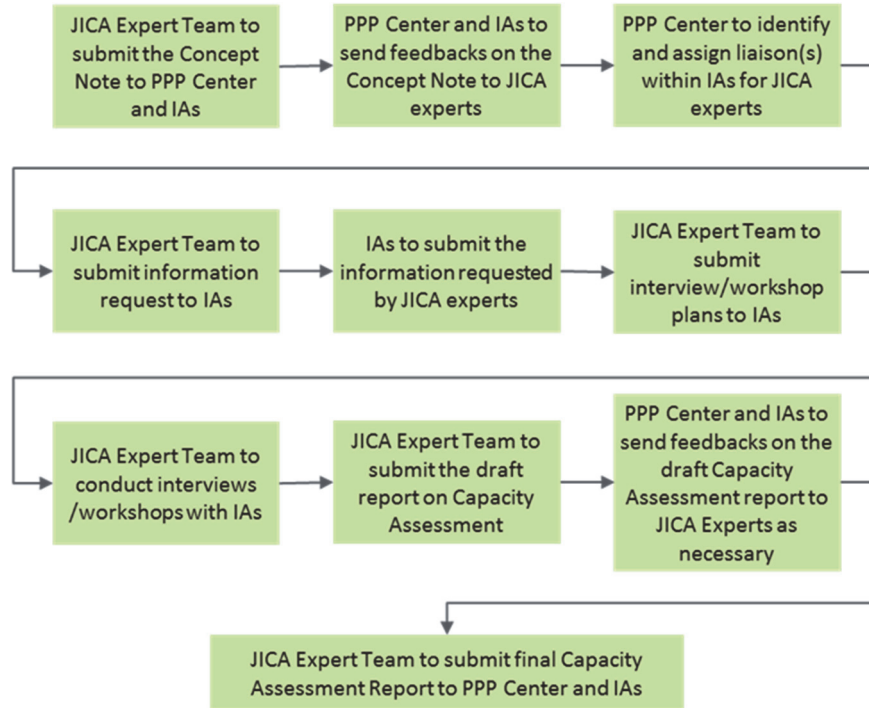 JICA Expert Team to
submit the Concept
Note to PPP Center
and IAs
PPP Center and IAs to
send feedbacks on the
Concept Note to JICA
experts
PPP Center to identify
and assign liaison(s)
within IAs for JICA
experts
JICA Expert Team to
submit information
request to IAs
IAs to submit the
information requested
by JICA experts
JICA Expert Team to
submit
interview/workshop
plans to IAs
JICA Expert Team to
conduct interviews
/workshops with IAs
JICA Expert Team to
submit the draft
report on Capacity
Assessment
PPP Center and IAs to
send feedbacks on the
draft Capacity
Assessment report to
JICA Experts as
necessary
JICA Expert Team to submit final Capacity
Assessment Report to PPP Center and IAs